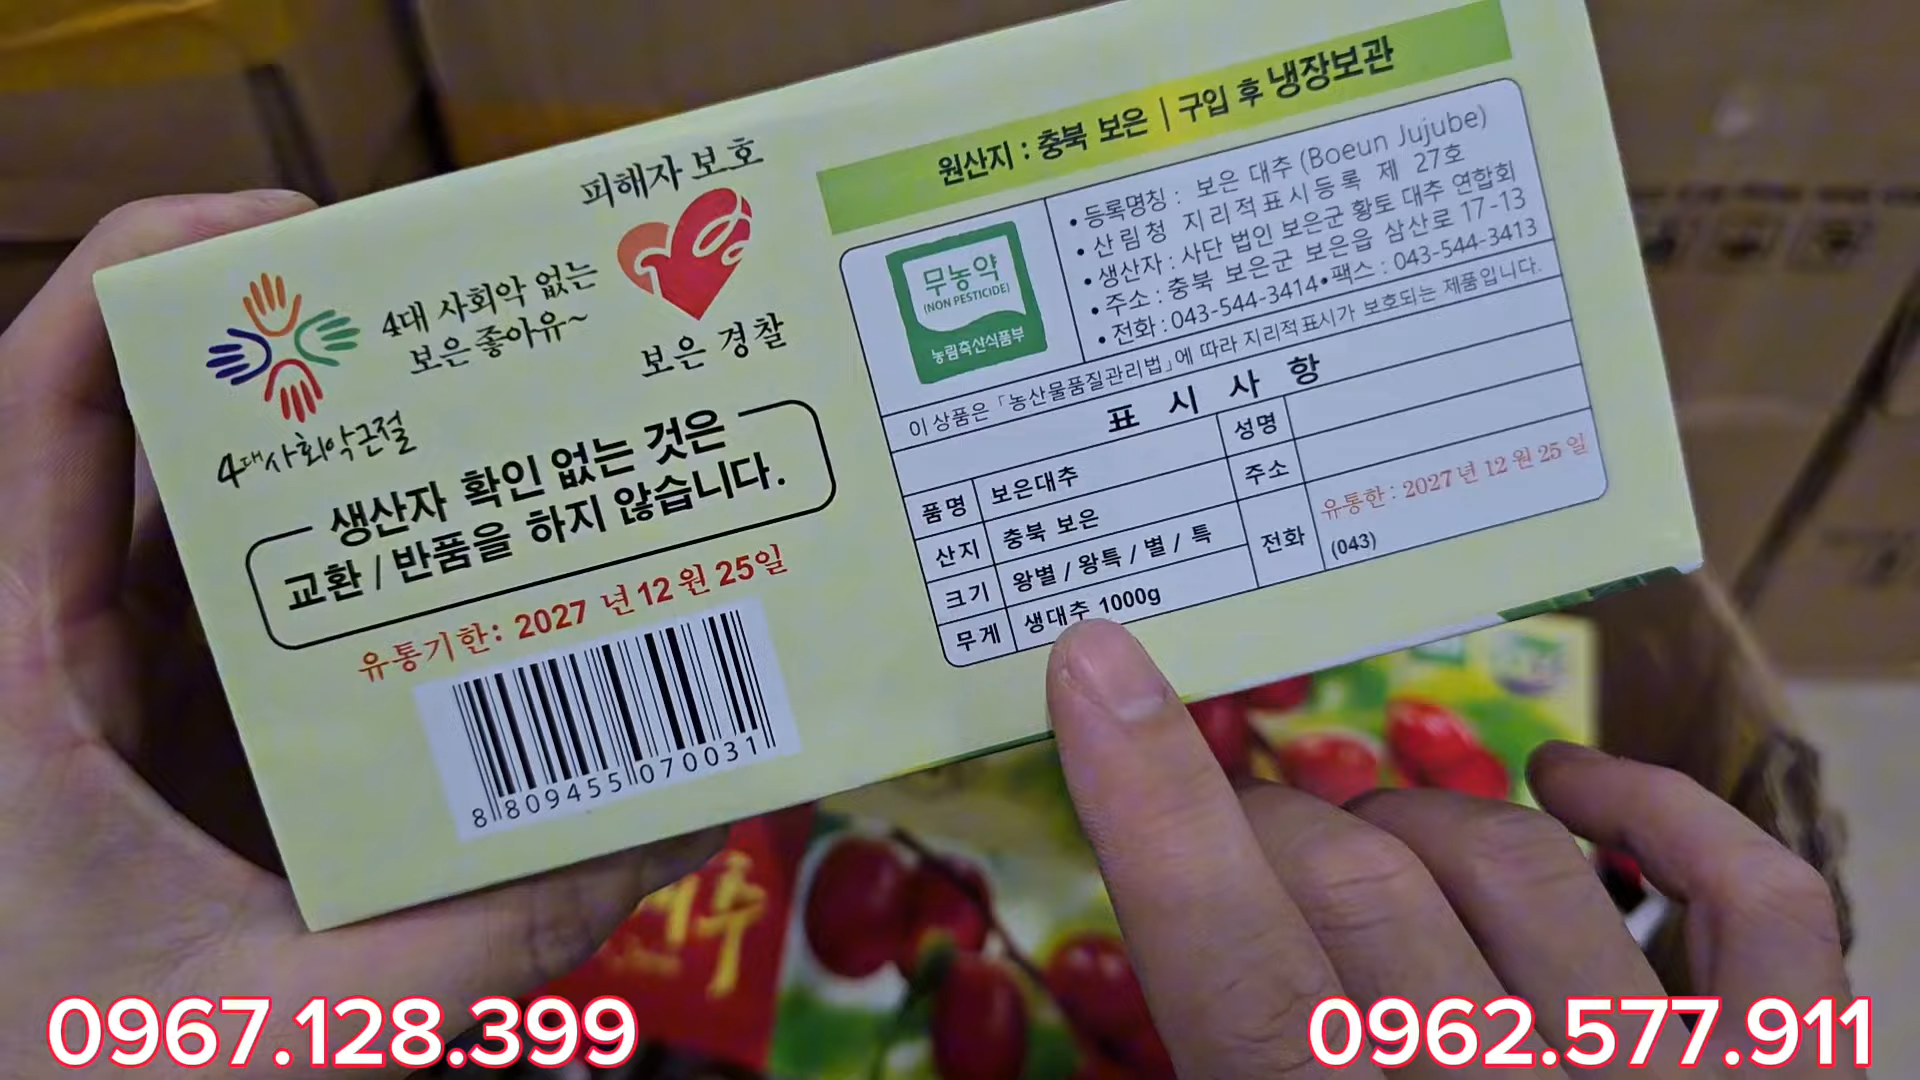 피해자 보호
4대 사회악 없는
보은 좋아유~
보은 경찰
4대사회악근절
생산자 확인 없는 것은
교환 / 반품을 하지 않습니다.
유통기한: 2027 년 12 월 25 일
8 809455 070031
원산지 : 충북 보은 | 구입 후 냉장보관
무농약
(NON PESTICIDE)
농림축산식품부
• 등록명칭 : 보은 대추 (Boeun Jujube)
• 산림청 지리적표시등록 제 27호
• 생산자 : 사단 법인 보은군 황토 대추 연합회
• 주소 : 충북 보은군 보은읍 삼산로 17-13
• 전화 : 043-544-3414 • 팩스 : 043-544-3413
이 상품은 「농산물품질관리법」에 따라 지리적표시가 보호되는 제품입니다.
표 시 사 항
품명 보은대추 성명
산지 충북 보은 주소
크기 왕별 / 왕특 / 별 / 특 전화
유통한 : 2027 년 12 월 25 일
(043)
무게 생대추 1000g
대추
0967.128.399
0962.577.911